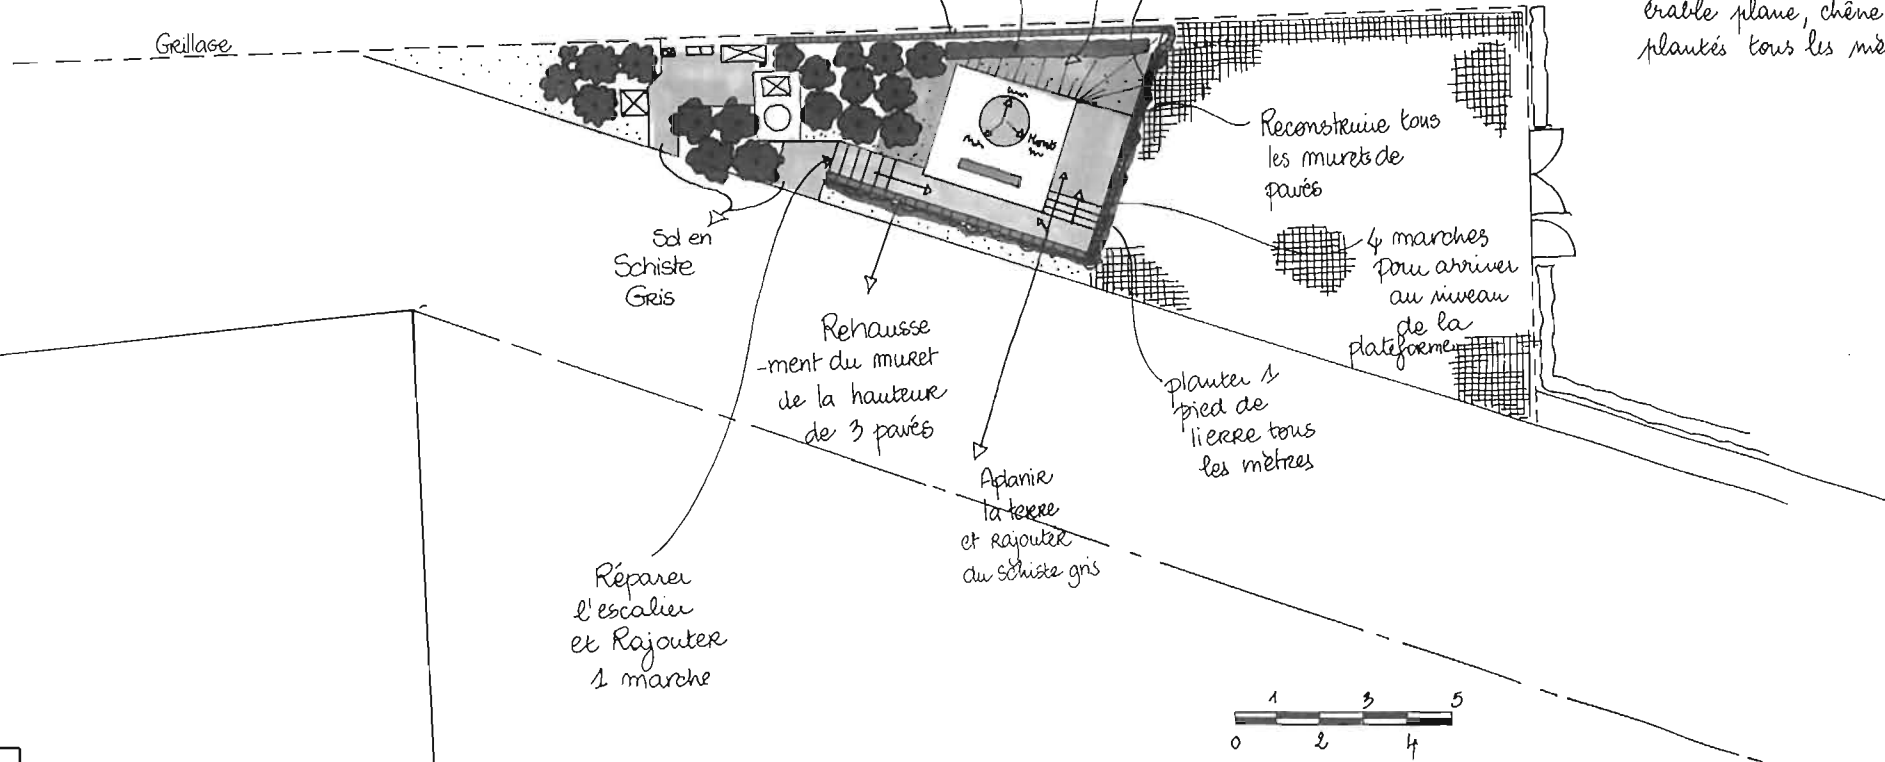 érable plane, chêne
plantés tous les mè
Grillage
Reconstruire tous
les murets de
pavés
Sol en
Schiste
Gris
4 marches
pour arriver
au niveau
de la
plateforme
Rehausse
-ment du muret
de la hauteur
de 3 pavés
planter 1
pied de
lierre tous
les mètres
Aplanir
la terre
et rajouter
du schiste gris
Réparer
l'escalier
et Rajouter
1 marche
1 3 5
0 2 4